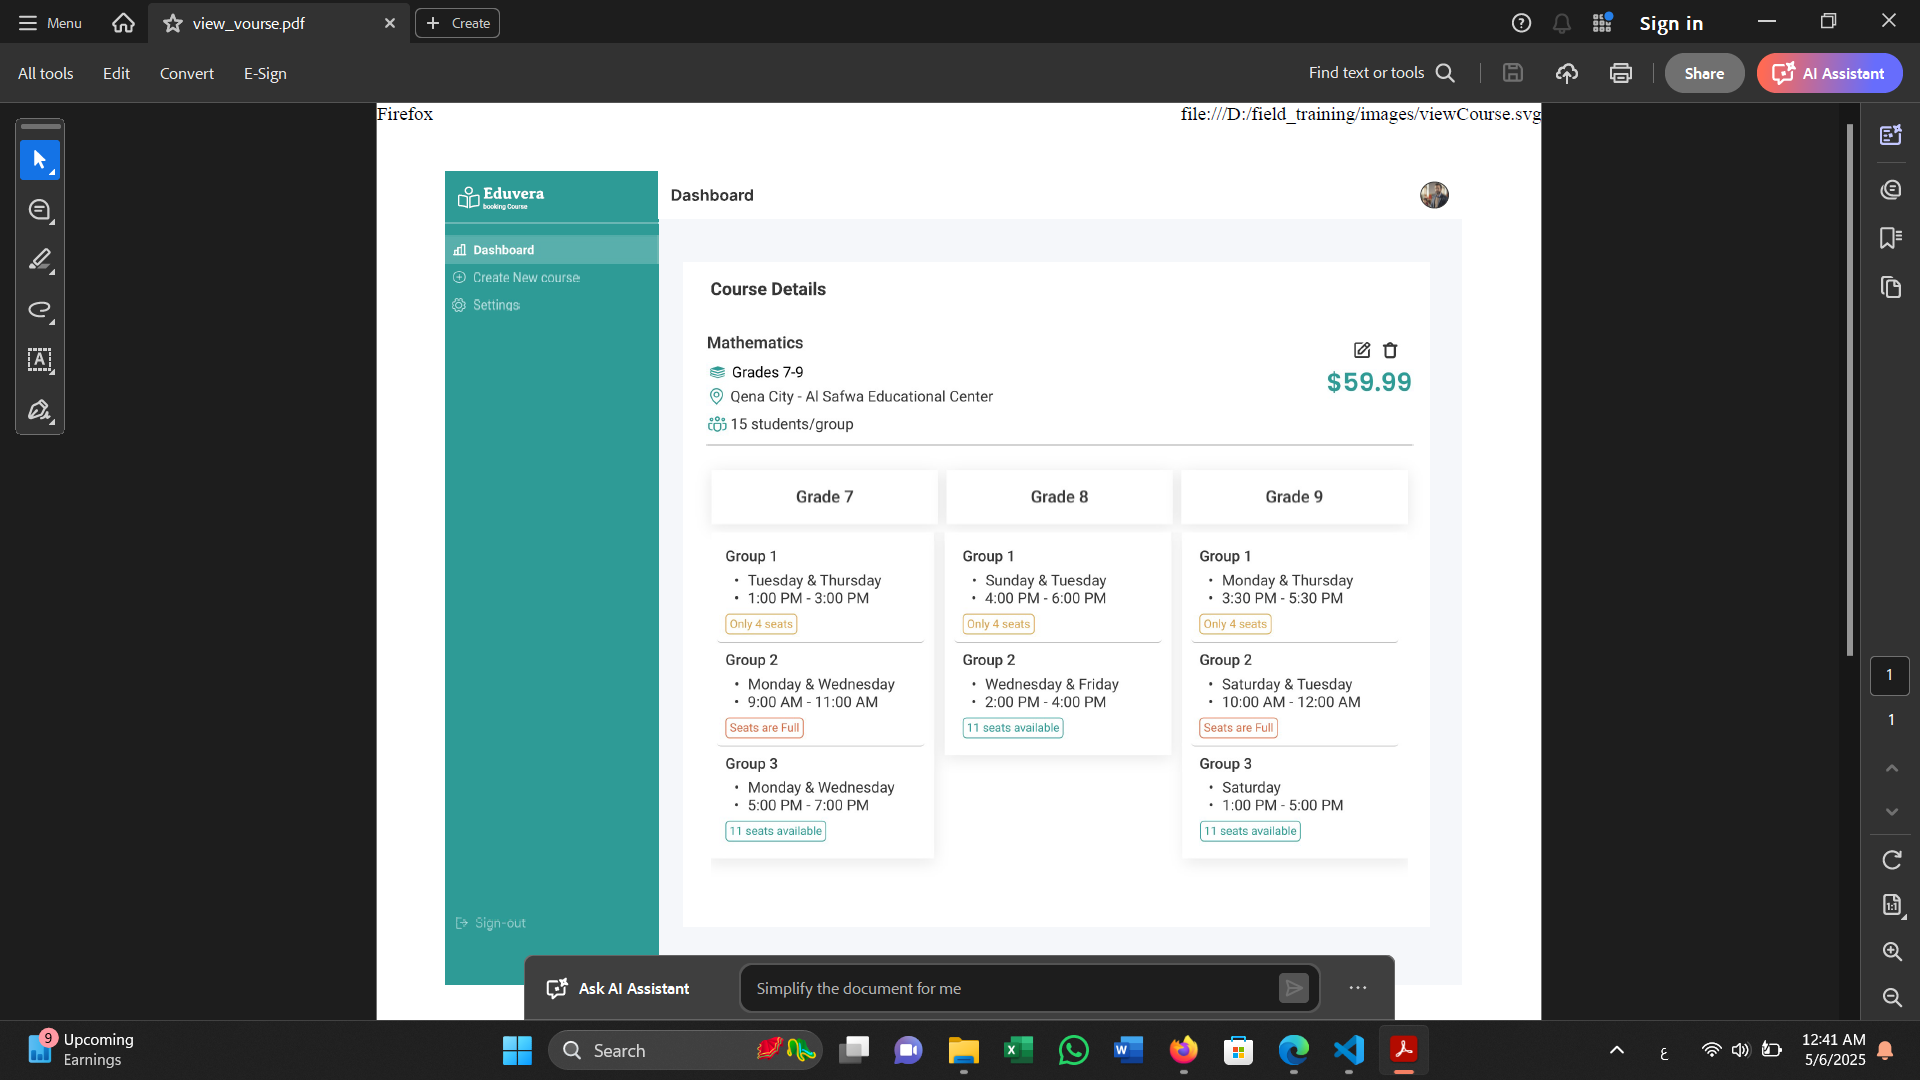 Menu
view_vourse.pdf
Create
Sign in
All tools
Edit
Convert
E-Sign
Find text or tools
Share
AI Assistant
Firefox
file:///D:/field_training/images/viewCourse.svg
Eduvera
booking Course
Dashboard
Dashboard
Create New course
Settings
Sign-out
Course Details
Mathematics
Grades 7-9
$59.99
Qena City - Al Safwa Educational Center
15 students/group
Grade 7
Group 1
• Tuesday & Thursday
• 1:00 PM - 3:00 PM
Only 4 seats
Group 2
• Monday & Wednesday
• 9:00 AM - 11:00 AM
Seats are Full
Group 3
• Monday & Wednesday
• 5:00 PM - 7:00 PM
11 seats available
Grade 8
Group 1
• Sunday & Tuesday
• 4:00 PM - 6:00 PM
Only 4 seats
Group 2
• Wednesday & Friday
• 2:00 PM - 4:00 PM
11 seats available
Grade 9
Group 1
• Monday & Thursday
• 3:30 PM - 5:30 PM
Only 4 seats
Group 2
• Saturday & Tuesday
• 10:00 AM - 12:00 AM
Seats are Full
Group 3
• Saturday
• 1:00 PM - 5:00 PM
11 seats available
1
1
Ask AI Assistant
Simplify the document for me
9
Upcoming
Earnings
Search
ع
12:41 AM
5/6/2025